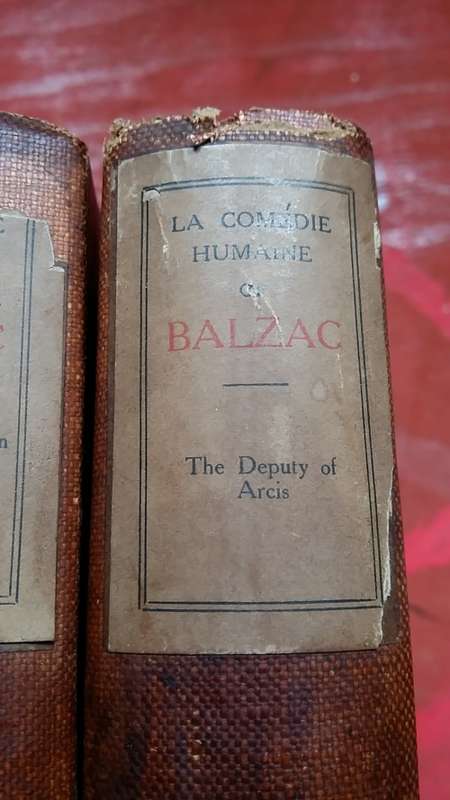 LA COMÉDIE
HUMAINE
OF
BALZAC
The Deputy of
Arcis